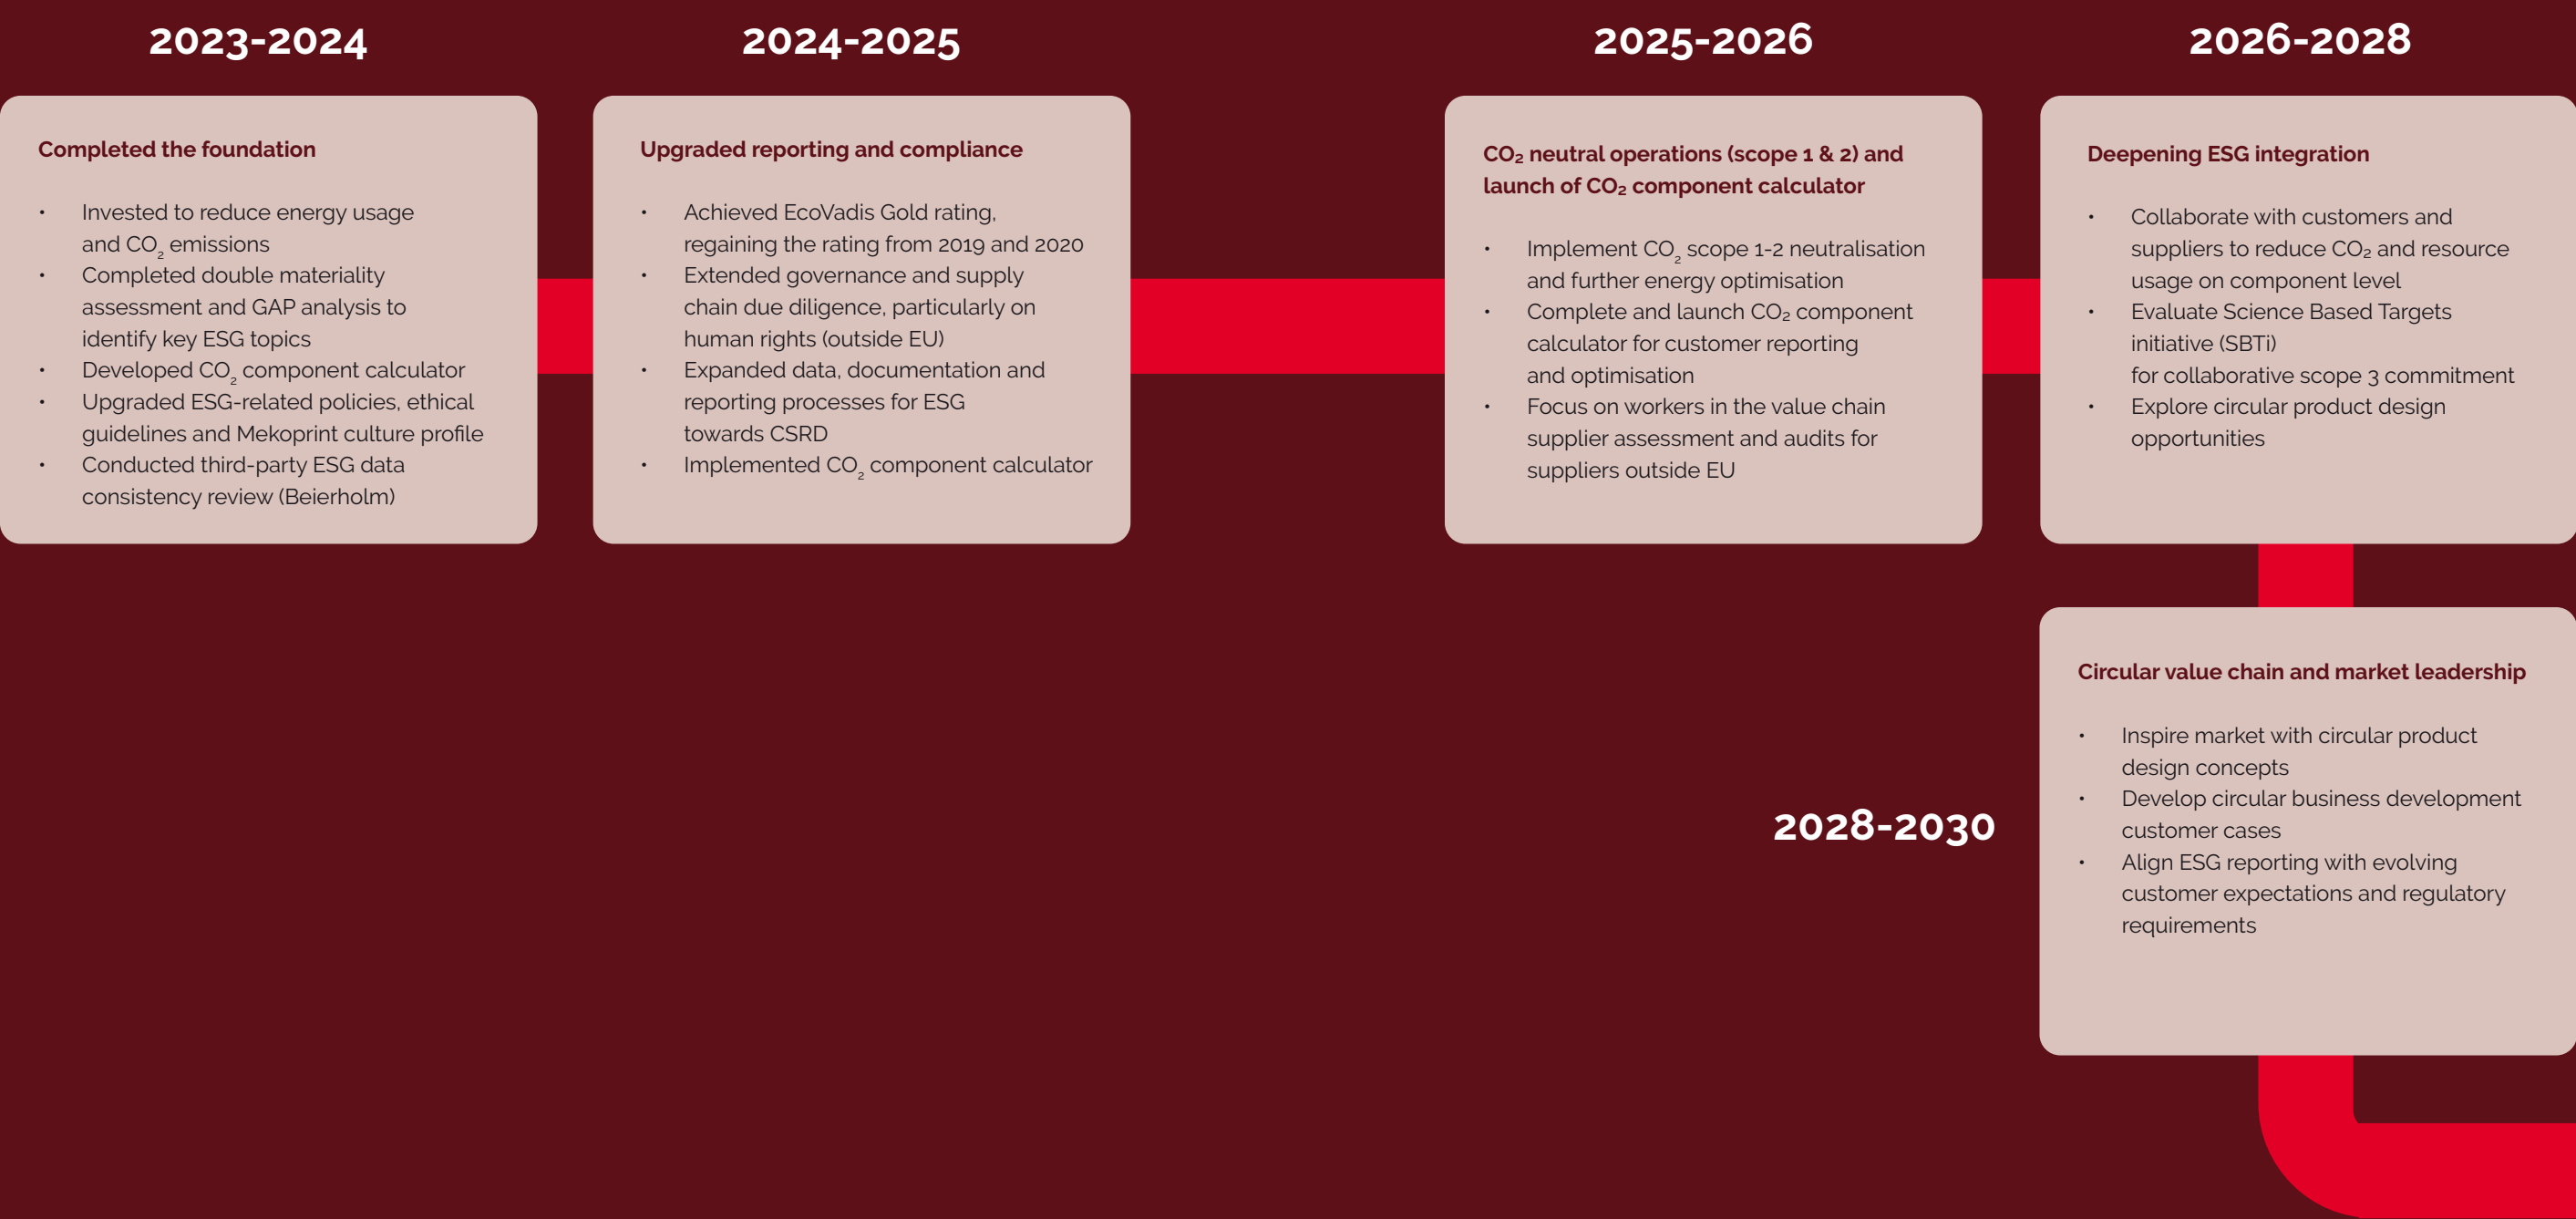 2023-2024
Completed the foundation
• Invested to reduce energy usage
and CO₂ emissions
• Completed double materiality
assessment and GAP analysis to
identify key ESG topics
• Developed CO₂ component calculator
• Upgraded ESG-related policies, ethical
guidelines and Mekoprint culture profile
• Conducted third-party ESG data
consistency review (Beierholm)
2024-2025
Upgraded reporting and compliance
• Achieved EcoVadis Gold rating,
regaining the rating from 2019 and 2020
• Extended governance and supply
chain due diligence, particularly on
human rights (outside EU)
• Expanded data, documentation and
reporting processes for ESG
towards CSRD
• Implemented CO₂ component calculator
2025-2026
CO₂ neutral operations (scope 1 & 2) and
launch of CO₂ component calculator
• Implement CO₂ scope 1-2 neutralisation
and further energy optimisation
• Complete and launch CO₂ component
calculator for customer reporting
and optimisation
• Focus on workers in the value chain
supplier assessment and audits for
suppliers outside EU
2026-2028
Deepening ESG integration
• Collaborate with customers and
suppliers to reduce CO₂ and resource
usage on component level
• Evaluate Science Based Targets
initiative (SBTi)
for collaborative scope 3 commitment
• Explore circular product design
opportunities
2028-2030
Circular value chain and market leadership
• Inspire market with circular product
design concepts
• Develop circular business development
customer cases
• Align ESG reporting with evolving
customer expectations and regulatory
requirements